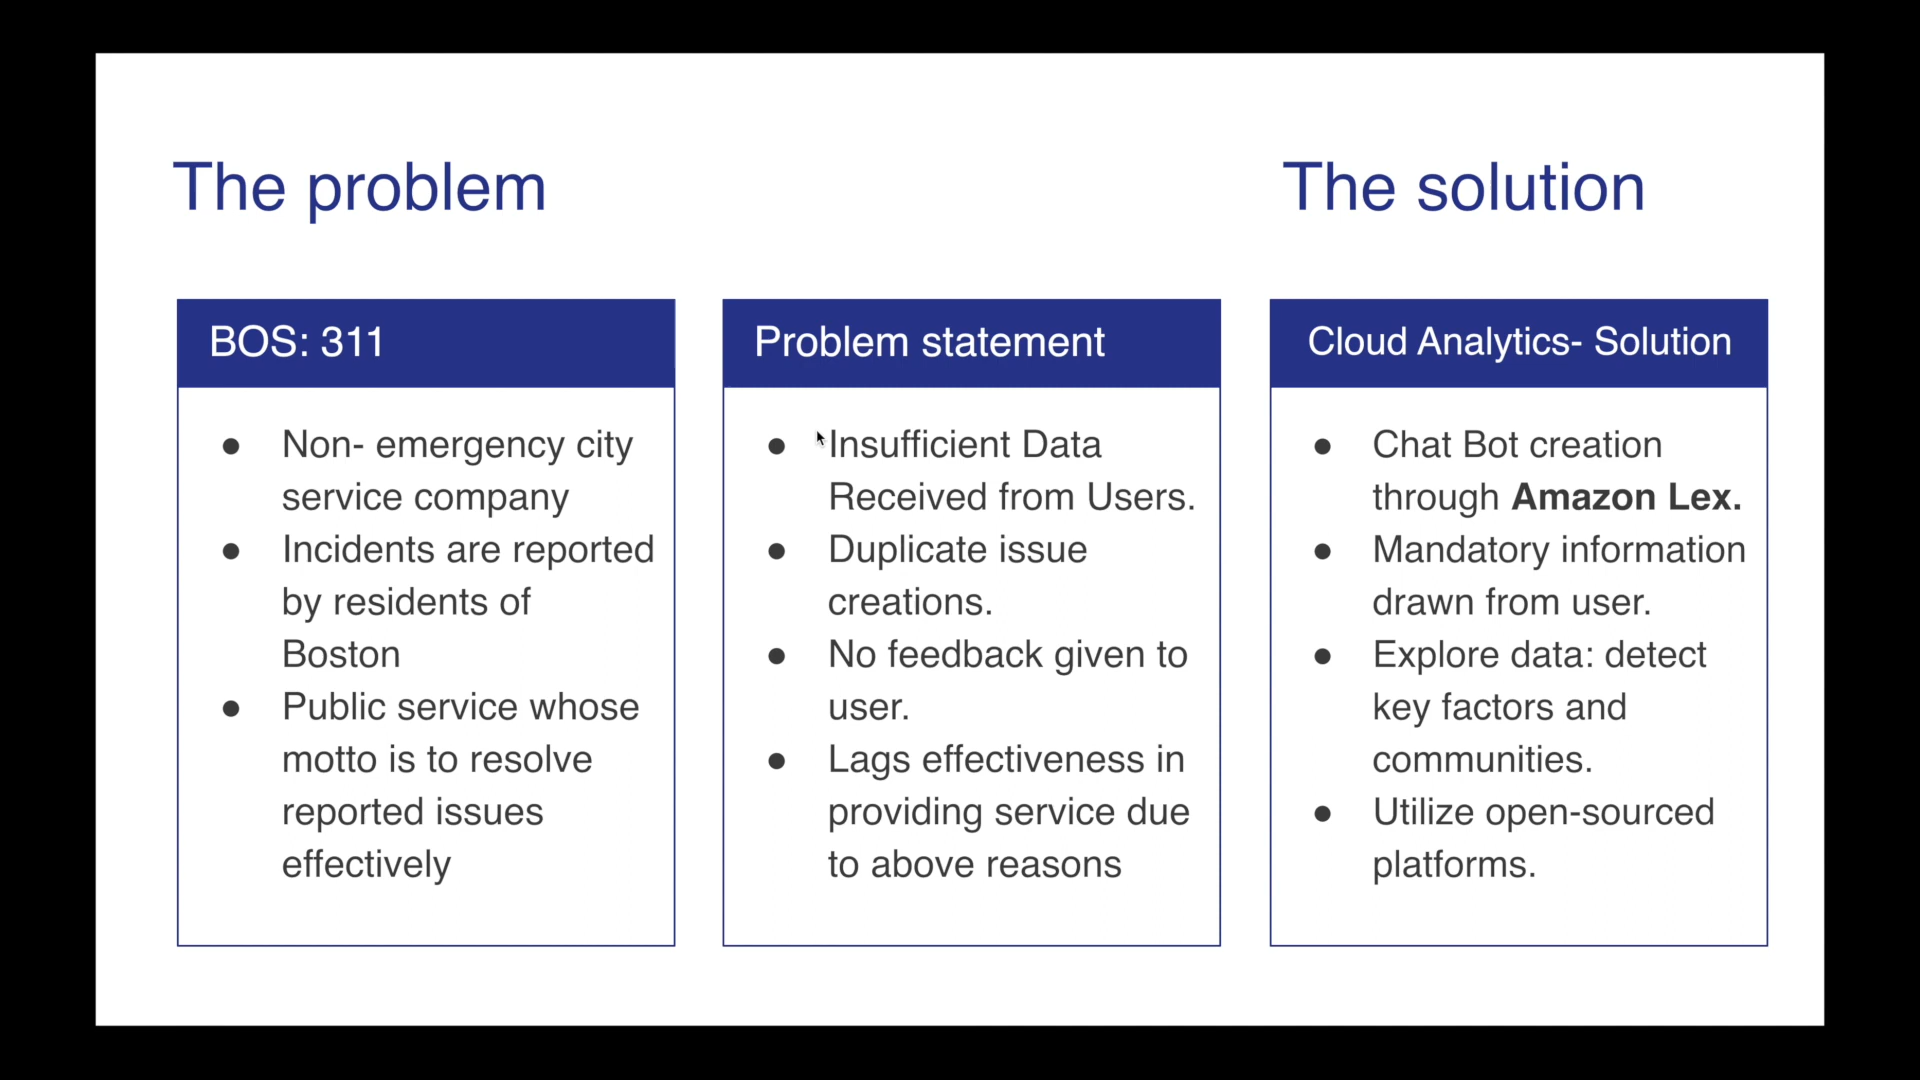 The problem
The solution
BOS: 311
● Non- emergency city
service company
● Incidents are reported
by residents of
Boston
● Public service whose
motto is to resolve
reported issues
effectively
Problem statement
● Insufficient Data
Received from Users.
● Duplicate issue
creations.
● No feedback given to
user.
● Lags effectiveness in
providing service due
to above reasons
Cloud Analytics- Solution
● Chat Bot creation
through Amazon Lex.
● Mandatory information
drawn from user.
● Explore data: detect
key factors and
communities.
● Utilize open-sourced
platforms.